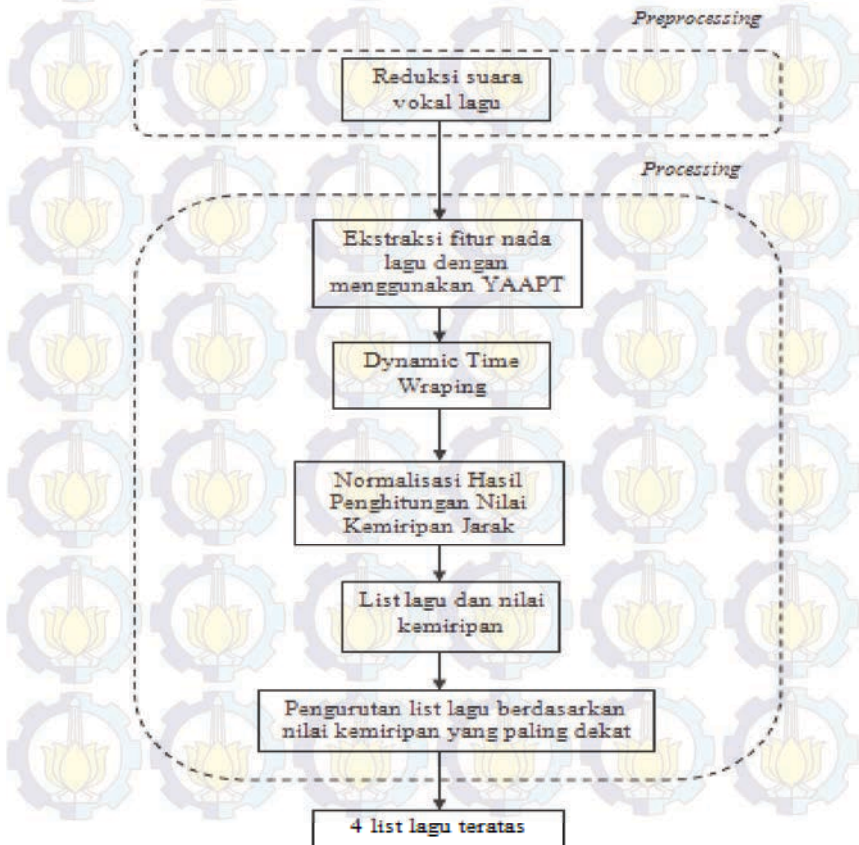 Preprocessing
Reduksi suara
vokal lagu
Processing
Ekstraksi fitur nada
lagu dengan
menggunakan YAAPT
Dynamic Time
Wraping
Normalisasi Hasil
Penghitungan Nilai
Kemiripan Jarak
List lagu dan nilai
kemiripan
Pengurutan list lagu berdasarkan
nilai kemiripan yang paling dekat
4 list lagu teratas